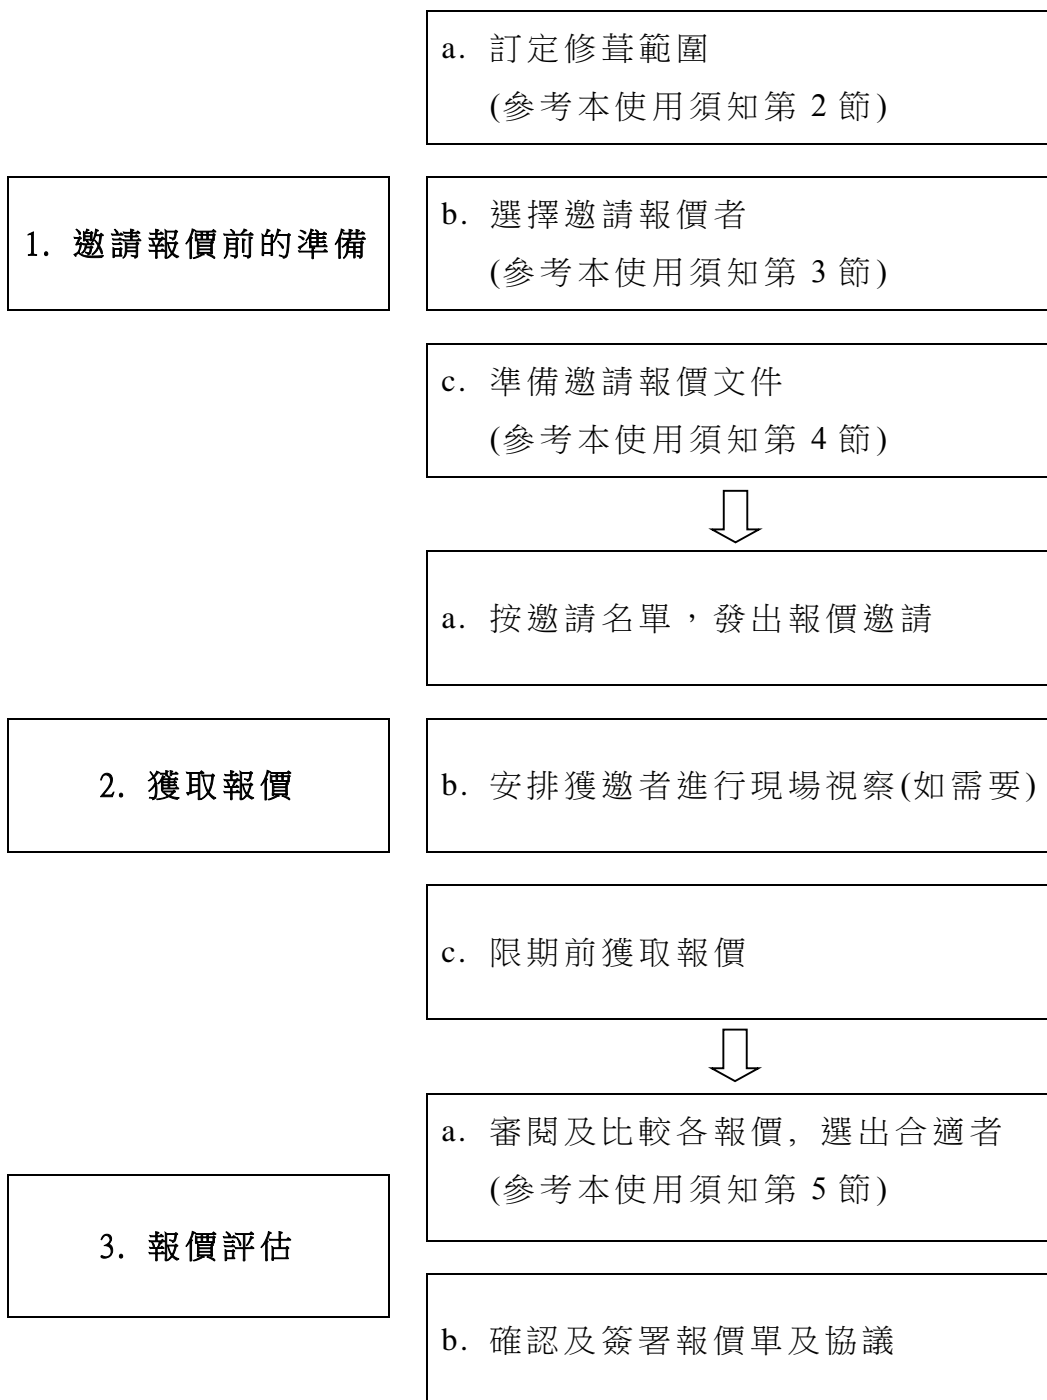 1. 邀請報價前的準備
a. 訂定修葺範圍
(參考本使用須知第 2 節)
b. 選擇邀請報價者
(參考本使用須知第 3 節)
c. 準備邀請報價文件
(參考本使用須知第 4 節)
2. 獲取報價
a. 按邀請名單，發出報價邀請
b. 安排獲邀者進行現場視察(如需要)
c. 限期前獲取報價
3. 報價評估
a. 審閱及比較各報價, 選出合適者
(參考本使用須知第 5 節)
b. 確認及簽署報價單及協議